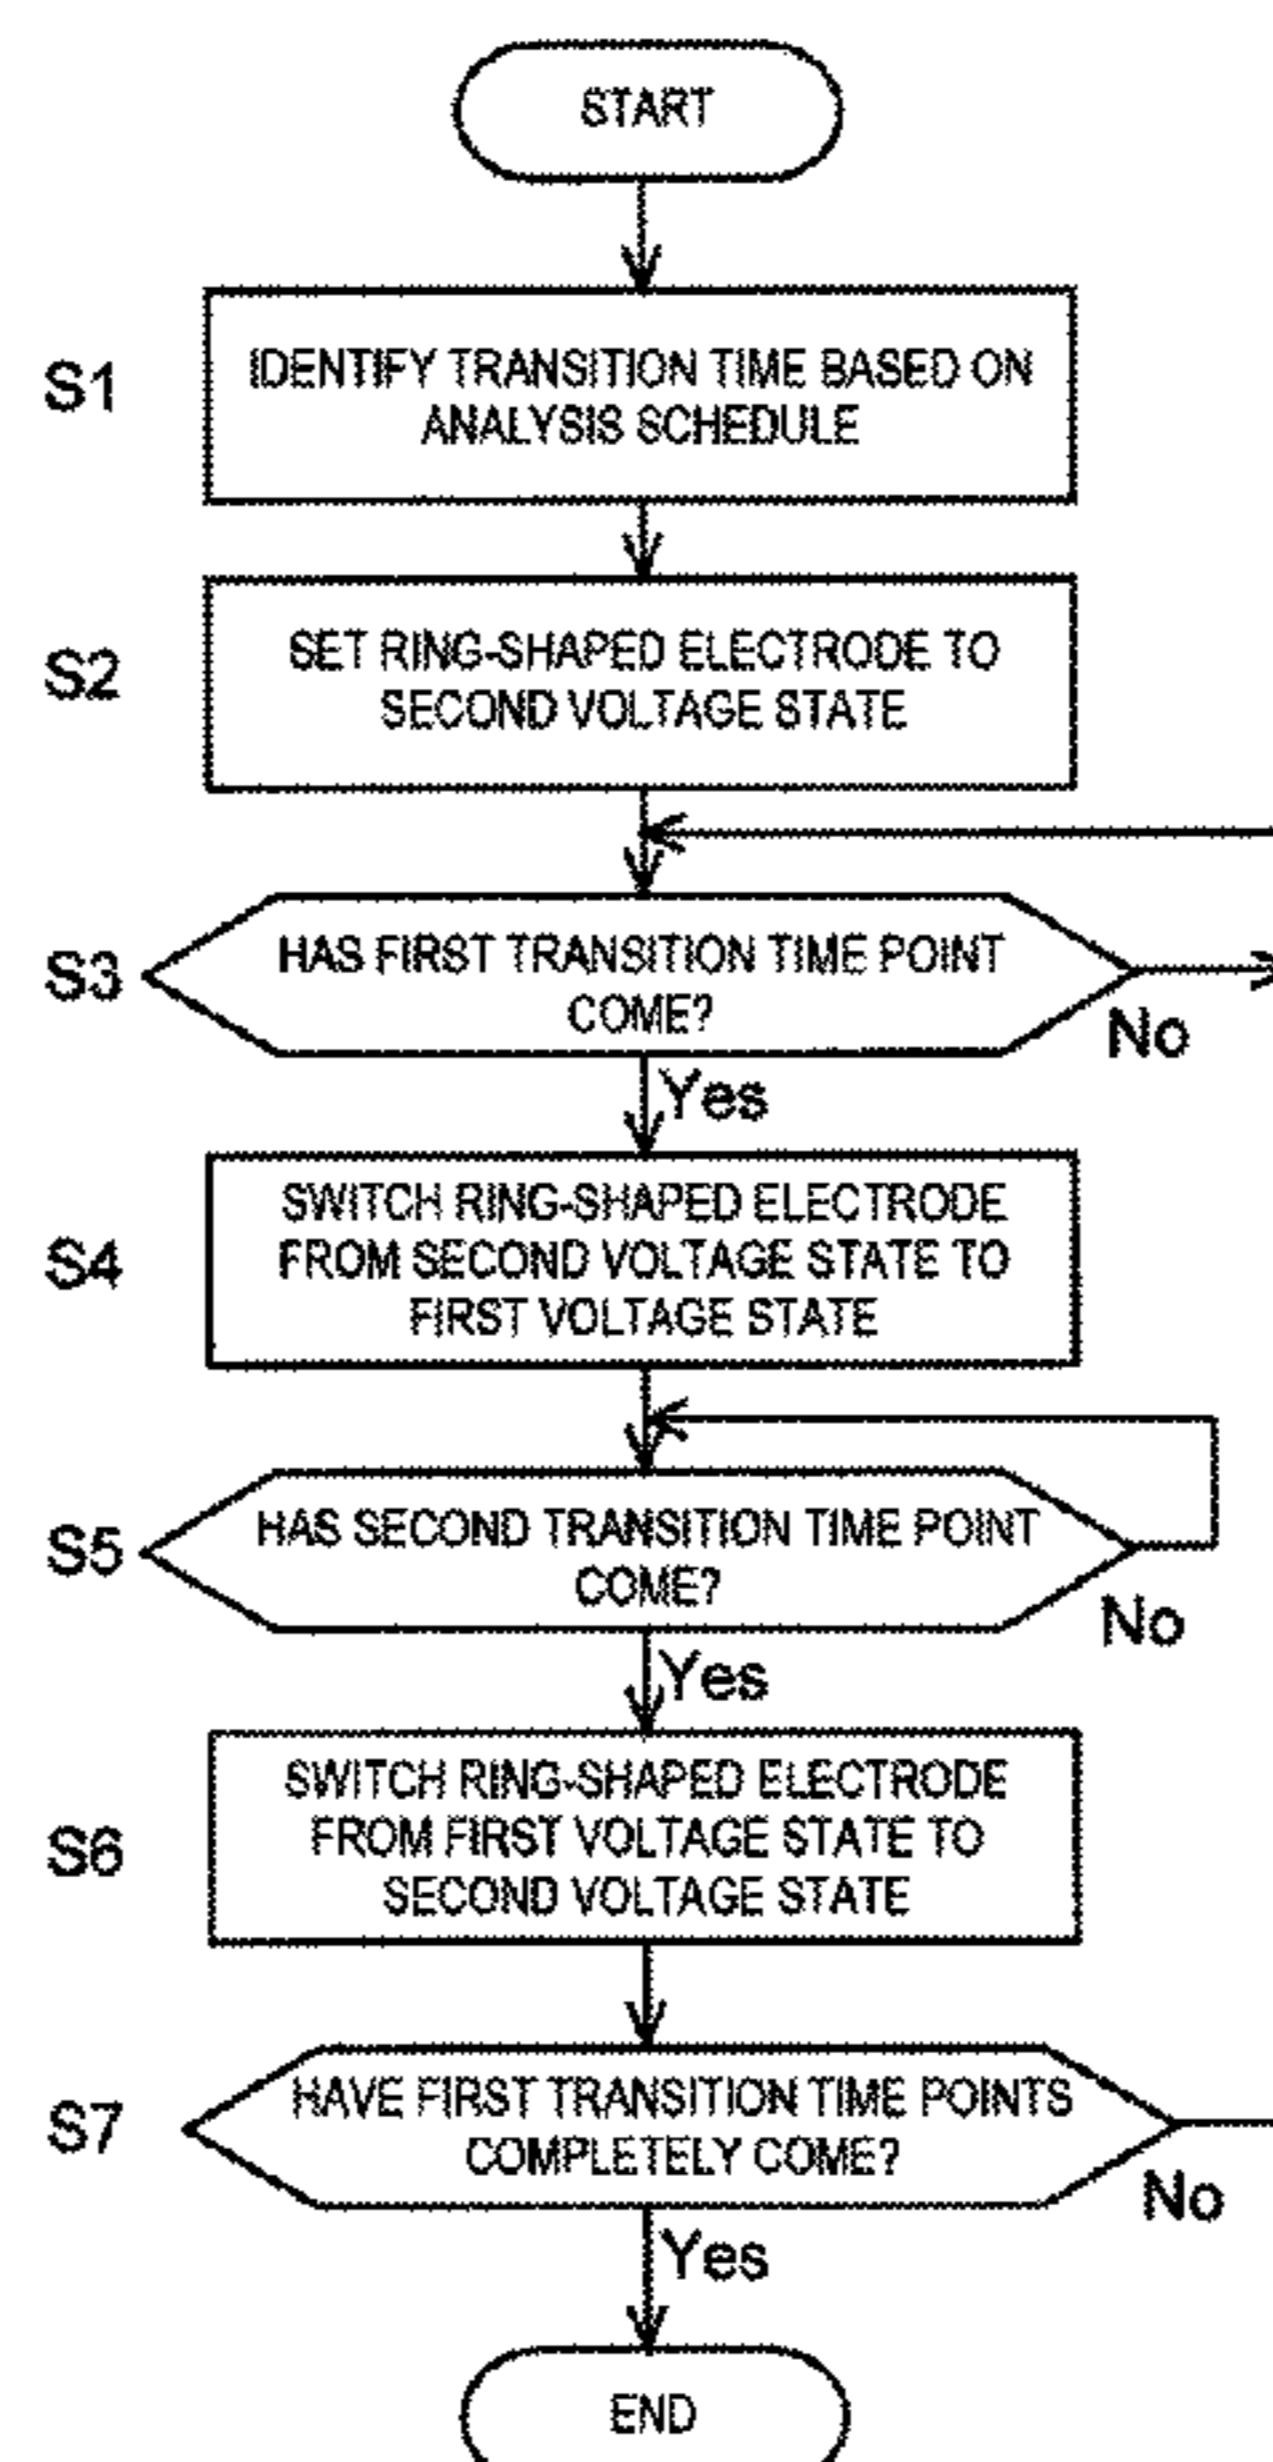 START
S1
IDENTIFY TRANSITION TIME BASED ON
ANALYSIS SCHEDULE
S2
SET RING-SHAPED ELECTRODE TO
SECOND VOLTAGE STATE
S3
HAS FIRST TRANSITION TIME POINT
COME?
No
Yes
S4
SWITCH RING-SHAPED ELECTRODE
FROM SECOND VOLTAGE STATE TO
FIRST VOLTAGE STATE
S5
HAS SECOND TRANSITION TIME POINT
COME?
No
Yes
S6
SWITCH RING-SHAPED ELECTRODE
FROM FIRST VOLTAGE STATE TO
SECOND VOLTAGE STATE
S7
HAVE FIRST TRANSITION TIME POINTS
COMPLETELY COME?
No
Yes
END